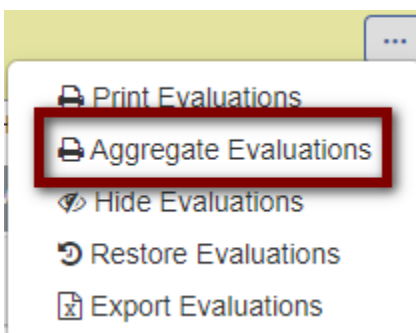 ...
Print Evaluations
Aggregate Evaluations
Hide Evaluations
Restore Evaluations
Export Evaluations